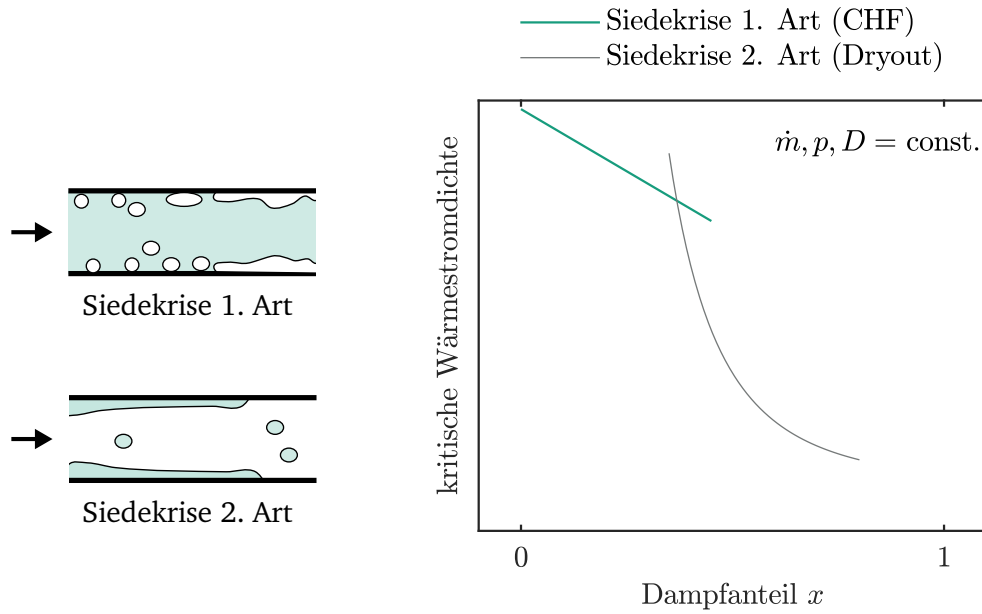 Siedekrise 1. Art (CHF)
Siedekrise 2. Art (Dryout)
ṁ, p, D = const.
kritische Wärmestromdichte
Siedekrise 1. Art
Siedekrise 2. Art
0
1
Dampfanteil x